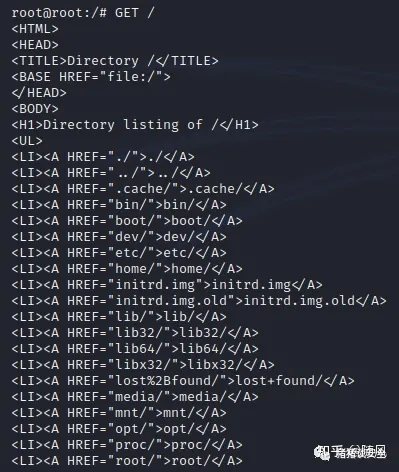 root@root:/# GET /
<HTML>
<HEAD>
<TITLE>Directory /</TITLE>
<BASE HREF="file:/">
</HEAD>
<BODY>
<H1>Directory listing of /</H1>
<UL>
<LI><A HREF="./">./</A>
<LI><A HREF="../">../</A>
<LI><A HREF=".cache/">.cache/</A>
<LI><A HREF="bin/">bin/</A>
<LI><A HREF="boot/">boot/</A>
<LI><A HREF="dev/">dev/</A>
<LI><A HREF="etc/">etc/</A>
<LI><A HREF="home/">home/</A>
<LI><A HREF="initrd.img">initrd.img</A>
<LI><A HREF="initrd.img.old">initrd.img.old</A>
<LI><A HREF="lib/">lib/</A>
<LI><A HREF="lib32/">lib32/</A>
<LI><A HREF="lib64/">lib64/</A>
<LI><A HREF="libx32/">libx32/</A>
<LI><A HREF="lost%2Bfound/">lost+found/</A>
<LI><A HREF="media/">media/</A>
<LI><A HREF="mnt/">mnt/</A>
<LI><A HREF="opt/">opt/</A>
<LI><A HREF="proc/">proc/</A>
<LI><A HREF="root/">root/</A>
知乎